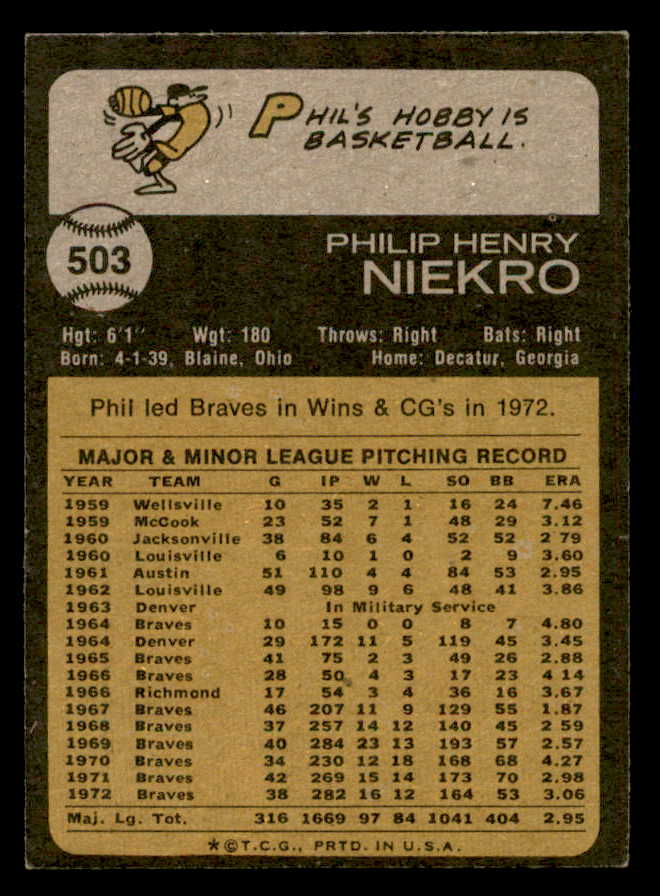 PHIL'S HOBBY IS
BASKETBALL.
503
PHILIP HENRY
NIEKRO
Hgt: 6'1" Wgt: 180 Throws: Right Bats: Right
Born: 4-1-39, Blaine, Ohio Home: Decatur, Georgia
Phil led Braves in Wins & CG's in 1972.
MAJOR & MINOR LEAGUE PITCHING RECORD
YEAR TEAM G IP W L SO BB ERA
1959 Wellsville 10 35 2 1 16 24 7.46
1959 McCook 23 52 7 1 48 29 3.12
1960 Jacksonville 38 84 6 4 52 52 2 79
1960 Louisville 6 10 1 0 2 9 3.60
1961 Austin 51 110 4 4 84 53 2.95
1962 Louisville 49 98 9 6 48 41 3.86
1963 Denver In Military Service
1964 Braves 10 15 0 0 8 7 4.80
1964 Denver 29 172 11 5 119 45 3.45
1965 Braves 41 75 2 3 49 26 2.88
1966 Braves 28 50 4 3 17 23 4 14
1966 Richmond 17 54 3 4 36 16 3.67
1967 Braves 46 207 11 9 129 55 1.87
1968 Braves 37 257 14 12 140 45 2 59
1969 Braves 40 284 23 13 193 57 2.57
1970 Braves 34 230 12 18 168 68 4.27
1971 Braves 42 269 15 14 173 70 2.98
1972 Braves 38 282 16 12 164 53 3.06
Maj. Lg. Tot. 316 1669 97 84 1041 404 2.95
*©T.C.G., PRTD. IN U.S.A.